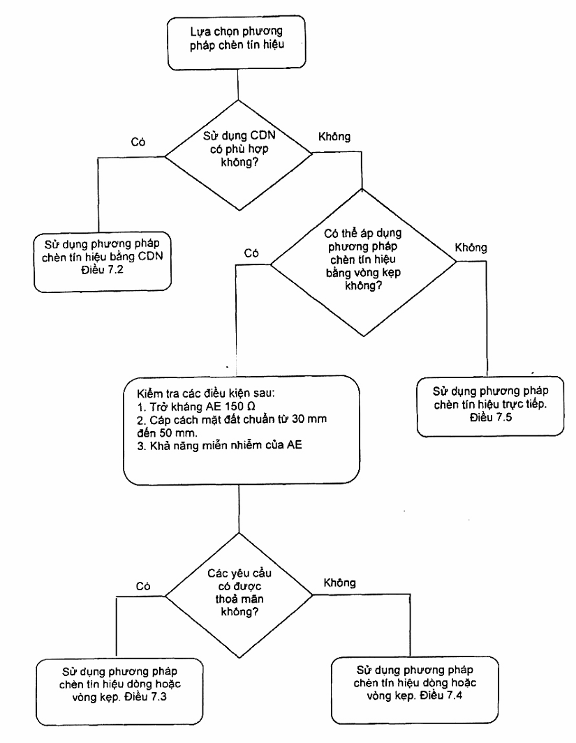 Lựa chọn phương
pháp chèn tín hiệu
Sử dụng CDN
có phù hợp
không?
Có
Không
Sử dụng phương pháp
chèn tín hiệu bằng CDN
Điều 7.2
Có thể áp dụng
phương pháp
chèn tín hiệu
bằng vòng kẹp
không?
Có
Không
Kiểm tra các điều kiện sau:
1. Trở kháng AE 150 Ω
2. Cáp cách mặt đất chuẩn từ 30 mm
đến 50 mm.
3. Khả năng miễn nhiễm của AE
Sử dụng phương pháp
chèn tín hiệu trực tiếp.
Điều 7.5
Các yêu cầu
có được
thoả mãn
không?
Có
Không
Sử dụng phương pháp
chèn tín hiệu dòng hoặc
vòng kẹp. Điều 7.3
Sử dụng phương pháp
chèn tín hiệu dòng hoặc
vòng kẹp. Điều 7.4